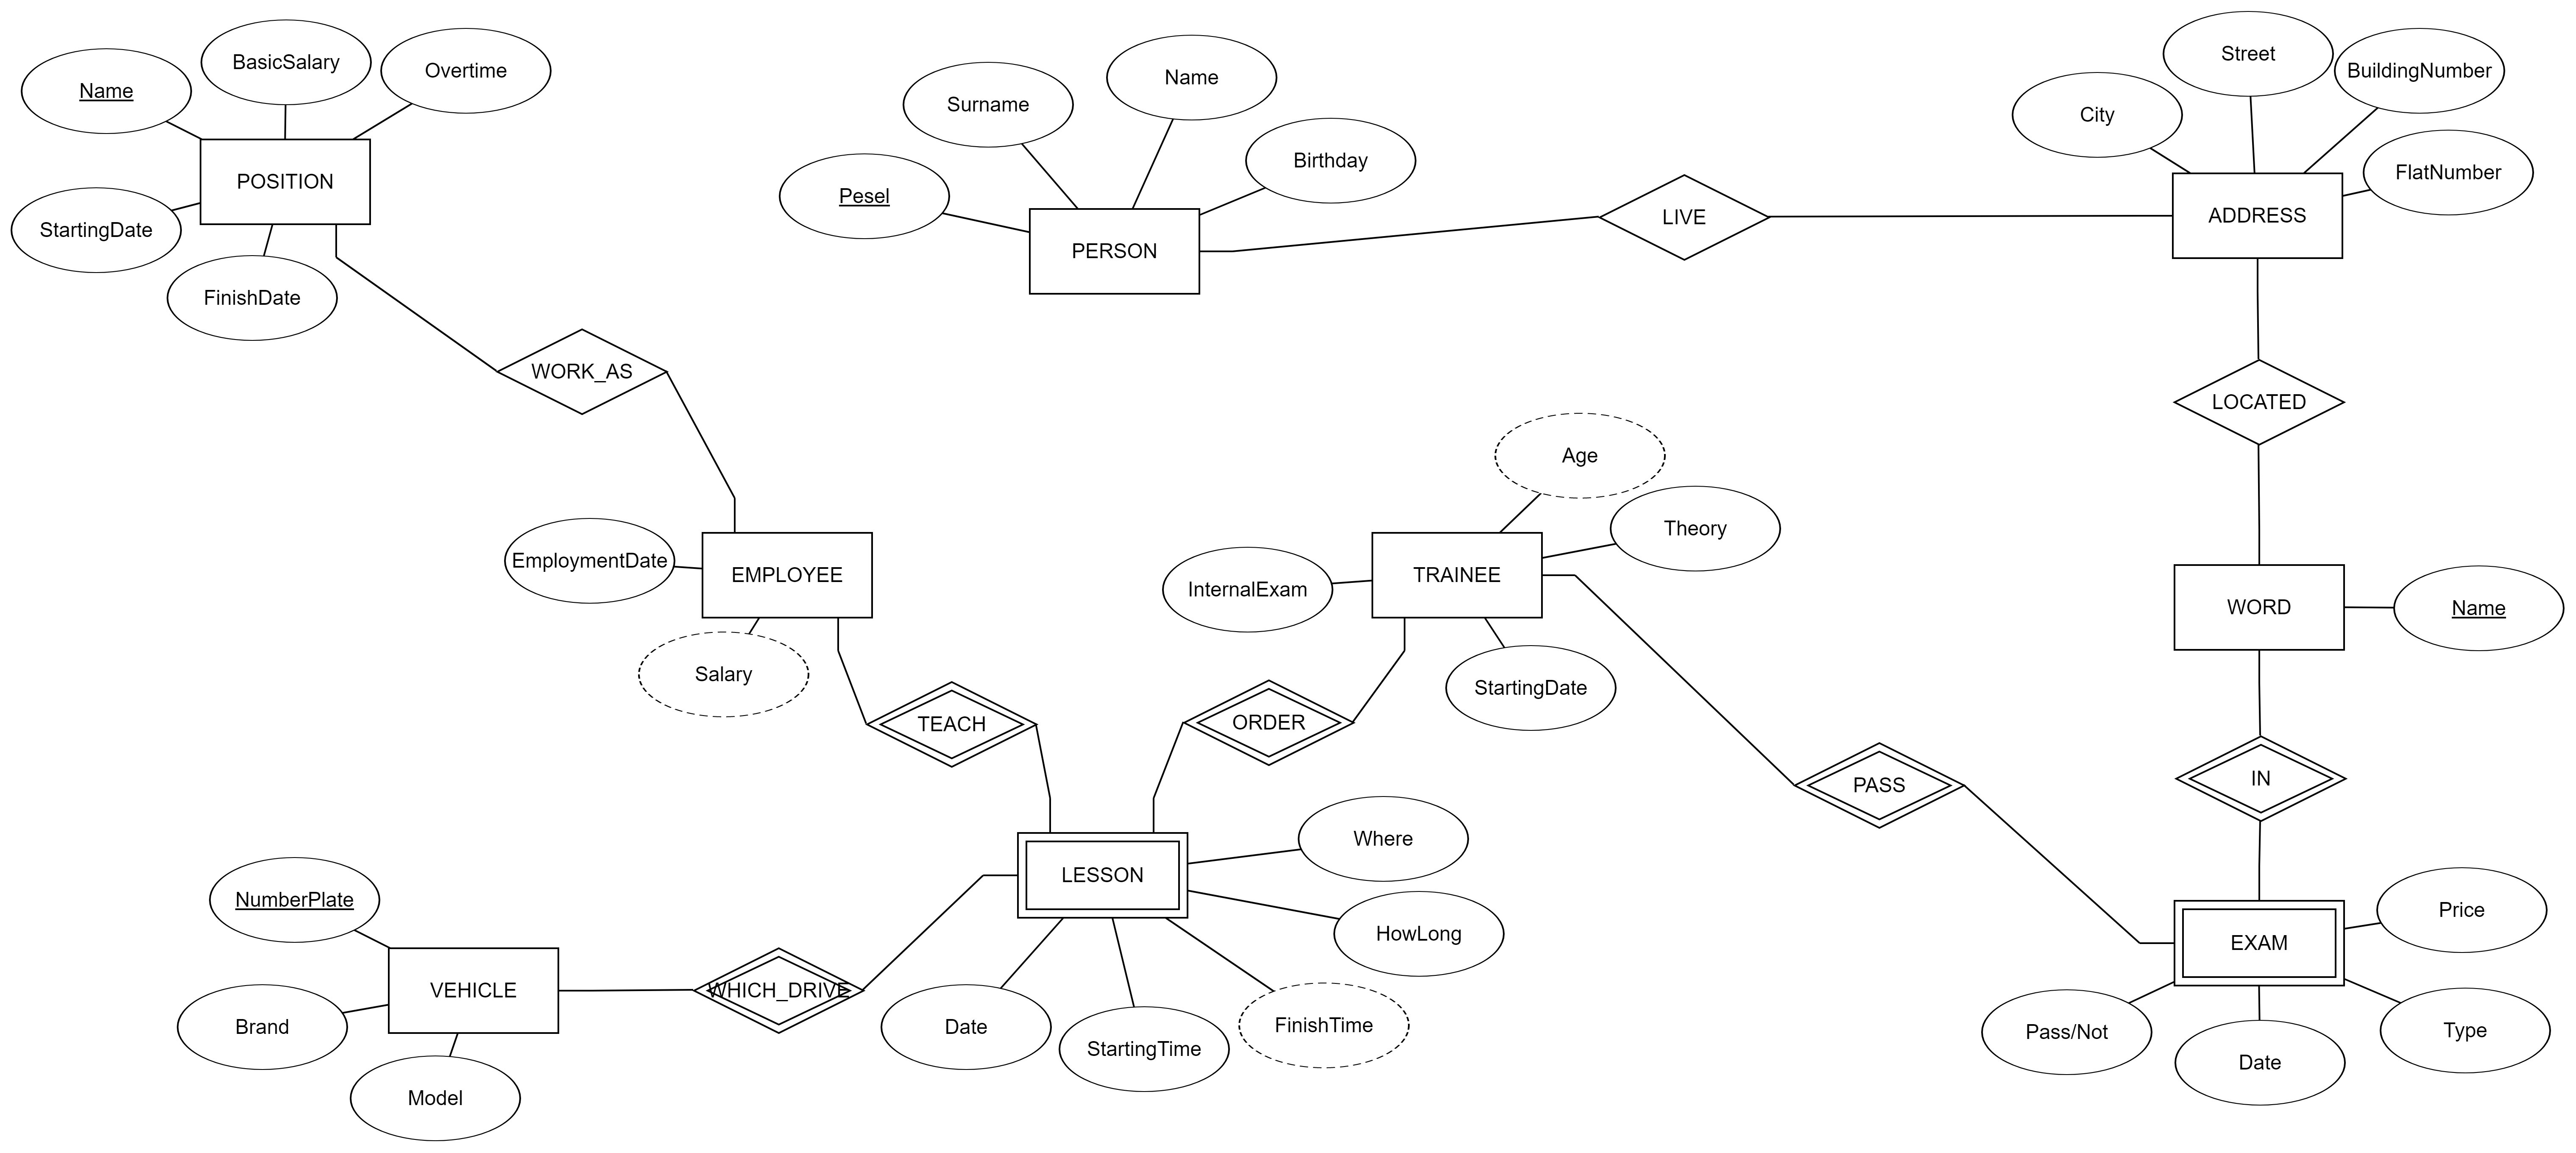 Name
BasicSalary
Overtime
POSITION
StartingDate
FinishDate
Surname
Name
Birthday
Pesel
PERSON
LIVE
City
Street
BuildingNumber
FlatNumber
ADDRESS
WORK_AS
LOCATED
EmploymentDate
EMPLOYEE
Salary
Age
Theory
InternalExam
TRAINEE
StartingDate
WORD
Name
TEACH
ORDER
PASS
IN
LESSON
Where
HowLong
Date
StartingTime
FinishTime
NumberPlate
VEHICLE
Brand
Model
WHICH_DRIVE
EXAM
Price
Pass/Not
Date
Type